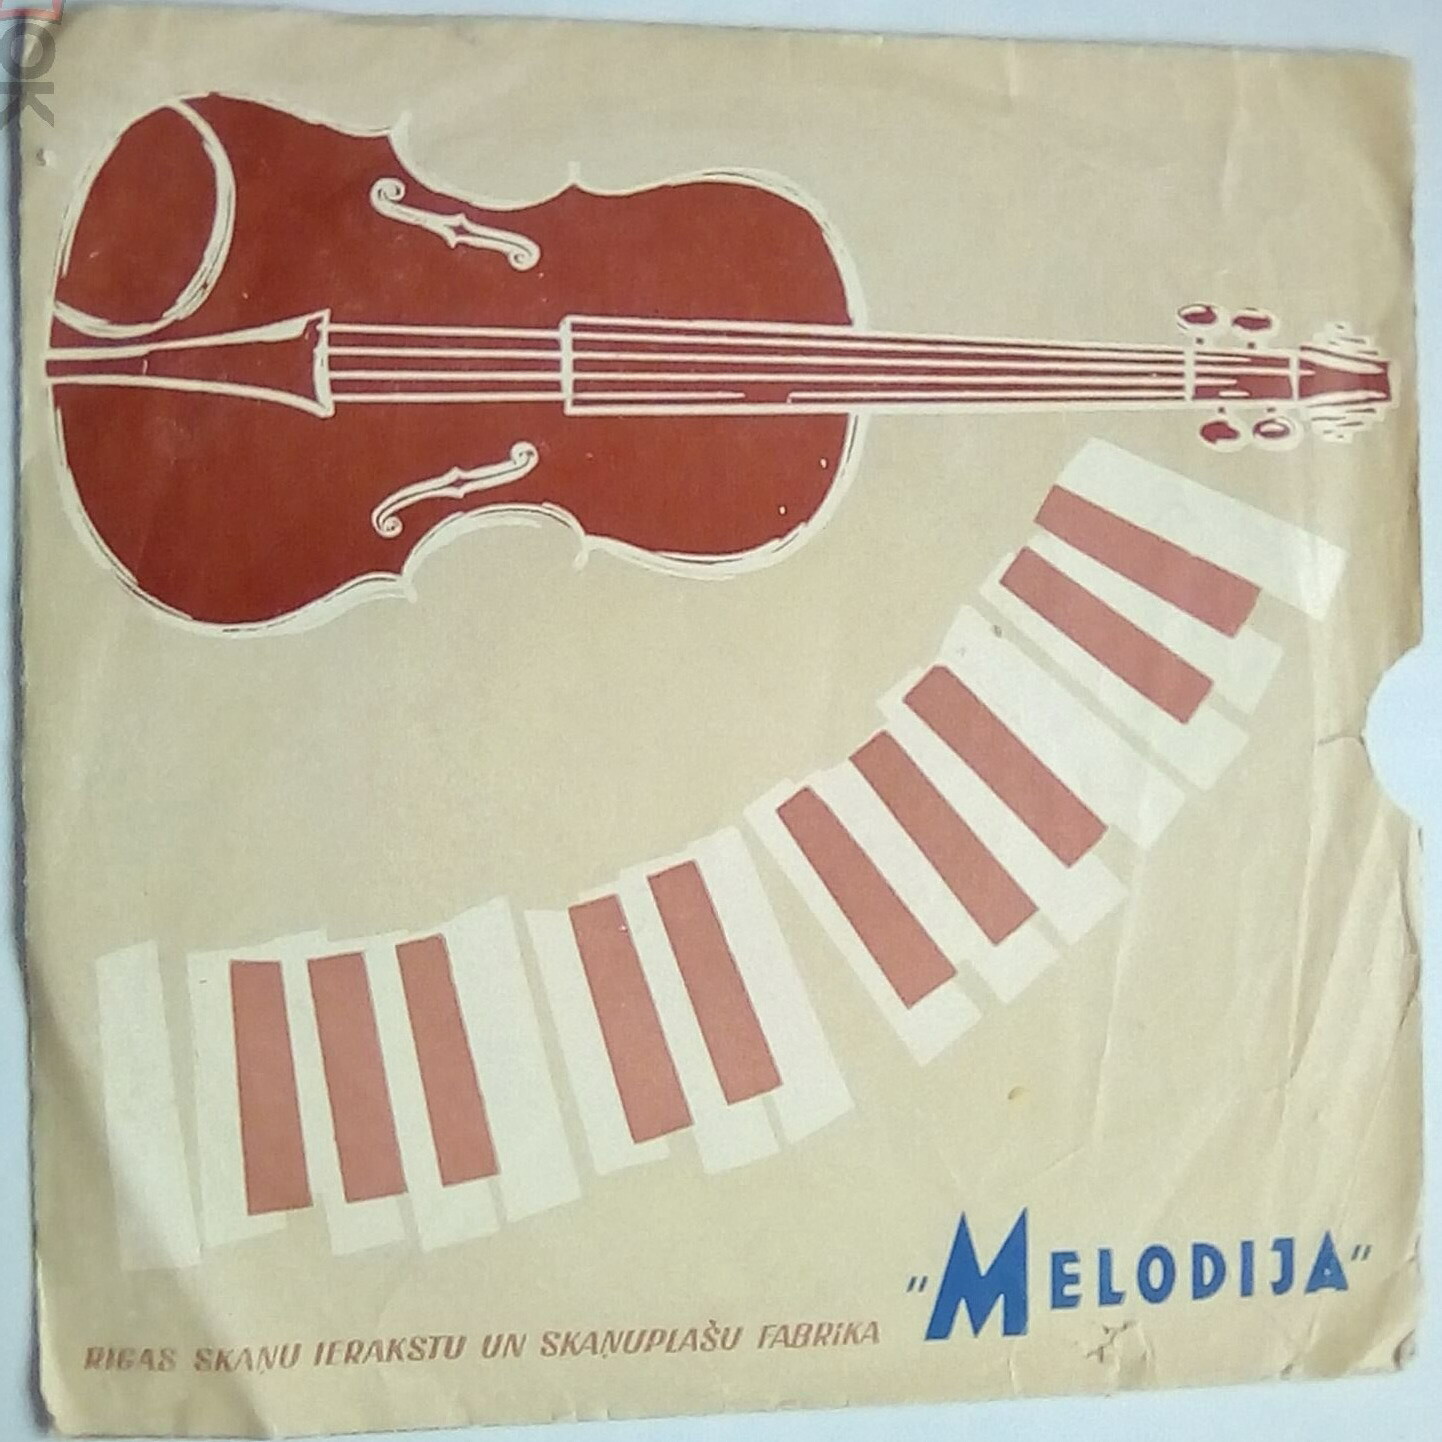 "MELODIJA"
RIGAS SKAŅU IERAKSTU UN SKAŅUPLAŠU FABRIKA